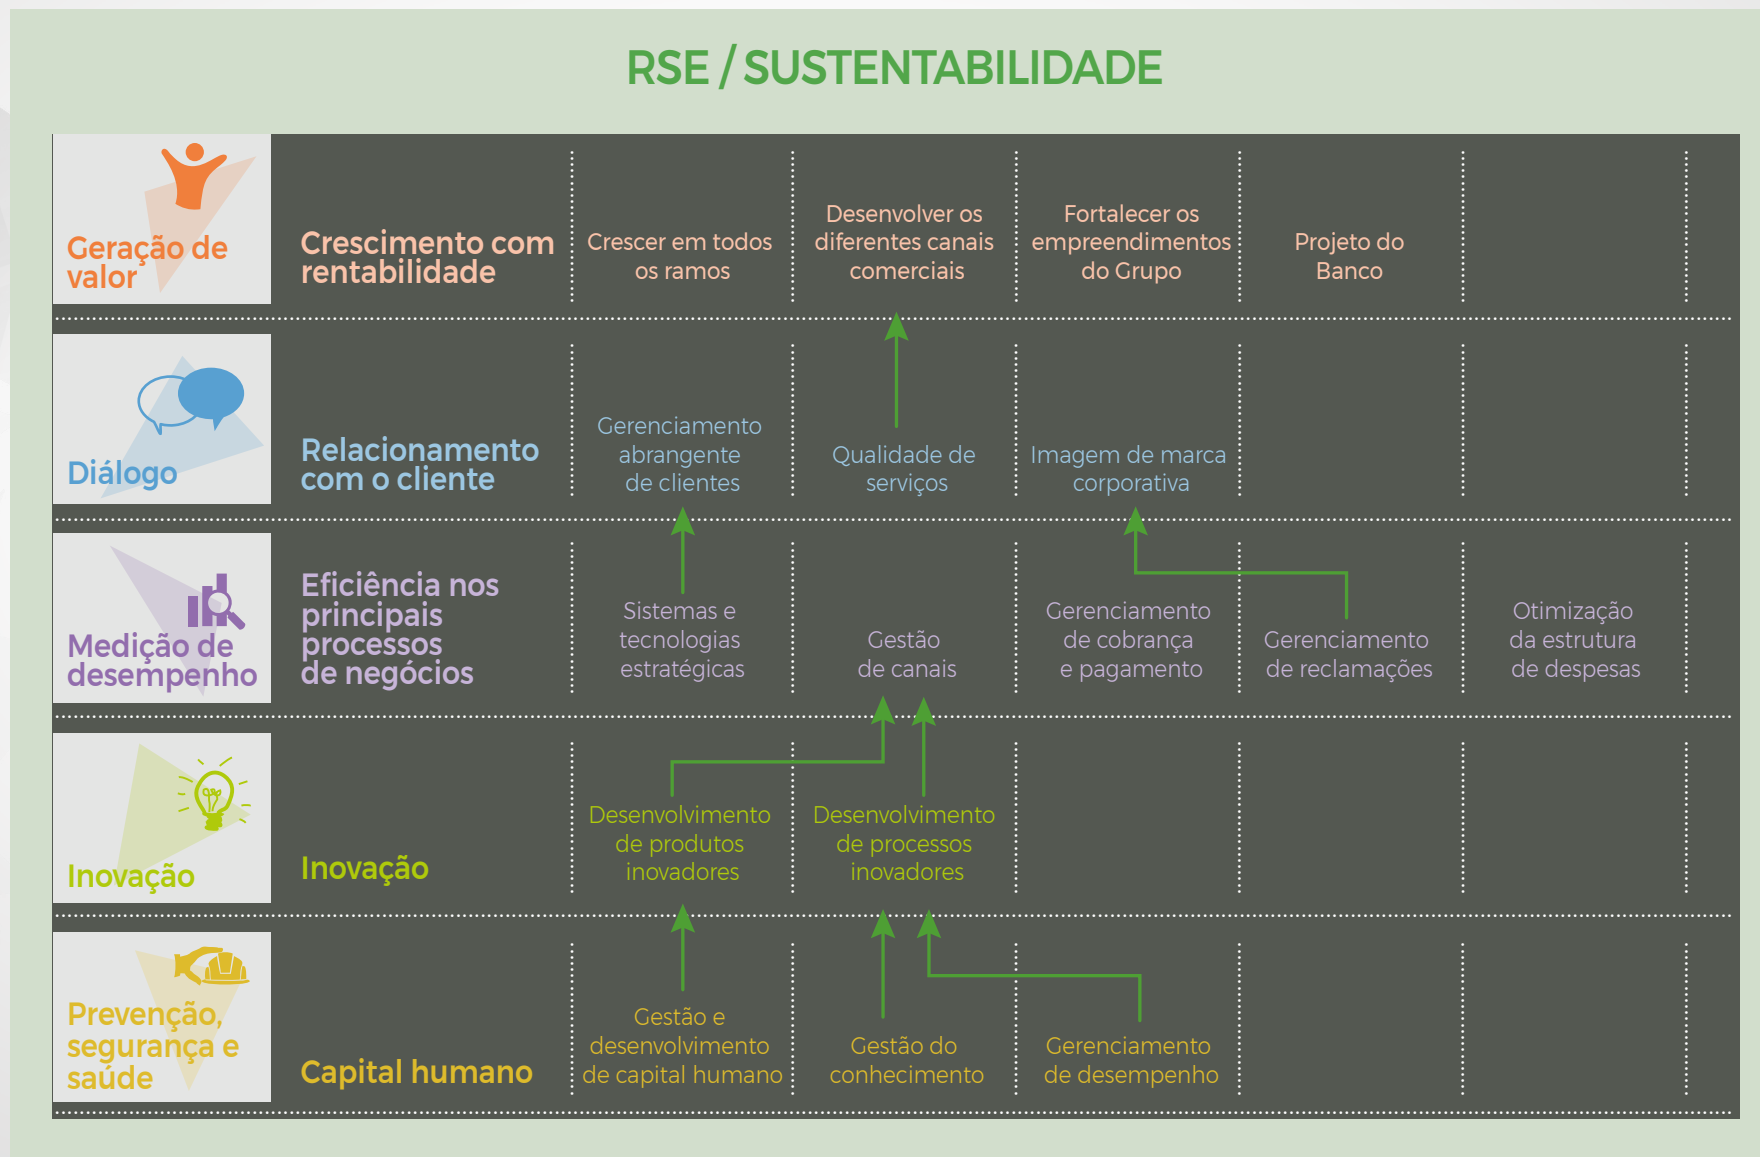 RSE / SUSTENTABILIDADE
Geração de
valor
Crescimento com
rentabilidade
Crescer em todos
os ramos
Desenvolver os
diferentes canais
comerciais
Fortalecer os
empreendimentos
do Grupo
Projeto do
Banco
Diálogo
Relacionamento
com o cliente
Gerenciamento
abrangente
de clientes
Qualidade de
serviços
Imagem de marca
corporativa
Medição de
desempenho
Eficiência nos
principais
processos
de negócios
Sistemas e
tecnologias
estratégicas
Gestão
de canais
Gerenciamento
de cobrança
e pagamento
Gerenciamento
de reclamações
Otimização
da estrutura
de despesas
Inovação
Inovação
Desenvolvimento
de produtos
inovadores
Desenvolvimento
de processos
inovadores
Prevenção,
segurança e
saúde
Capital humano
Gestão e
desenvolvimento
de capital humano
Gestão do
conhecimento
Gerenciamento
de desempenho